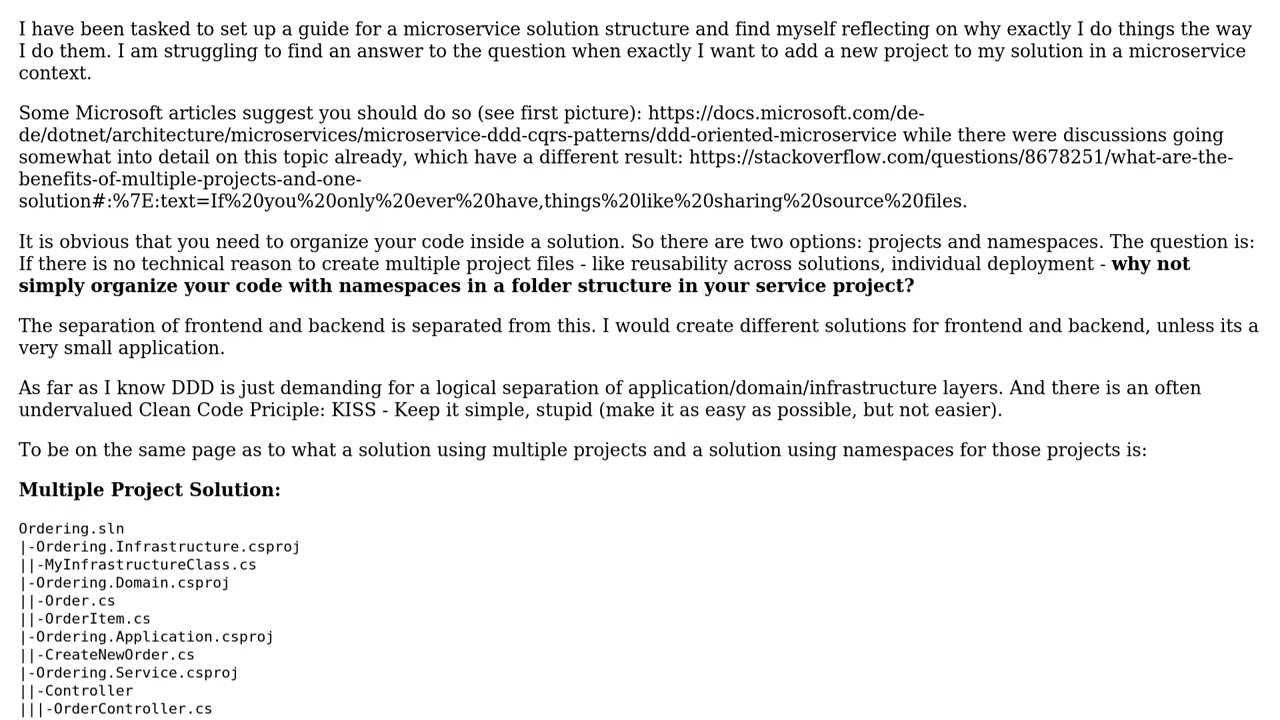 I have been tasked to set up a guide for a microservice solution structure and find myself reflecting on why exactly I do things the way
I do them. I am struggling to find an answer to the question when exactly I want to add a new project to my solution in a microservice
context.
Some Microsoft articles suggest you should do so (see first picture): https://docs.microsoft.com/de-
de/dotnet/architecture/microservices/microservice-ddd-cqrs-patterns/ddd-oriented-microservice while there were discussions going
somewhat into detail on this topic already, which have a different result: https://stackoverflow.com/questions/8678251/what-are-the-
benefits-of-multiple-projects-and-one-
solution#:%7E:text=If%20you%20only%20ever%20have,things%20like%20sharing%20source%20files.
It is obvious that you need to organize your code inside a solution. So there are two options: projects and namespaces. The question is:
If there is no technical reason to create multiple project files - like reusability across solutions, individual deployment - why not
simply organize your code with namespaces in a folder structure in your service project?
The separation of frontend and backend is separated from this. I would create different solutions for frontend and backend, unless its a
very small application.
As far as I know DDD is just demanding for a logical separation of application/domain/infrastructure layers. And there is an often
undervalued Clean Code Priciple: KISS - Keep it simple, stupid (make it as easy as possible, but not easier).
To be on the same page as to what a solution using multiple projects and a solution using namespaces for those projects is:
Multiple Project Solution:
Ordering.sln
|-Ordering.Infrastructure.csproj
||-MyInfrastructureClass.cs
|-Ordering.Domain.csproj
||-Order.cs
||-OrderItem.cs
|-Ordering.Application.csproj
||-CreateNewOrder.cs
|-Ordering.Service.csproj
||-Controller
|||-OrderController.cs